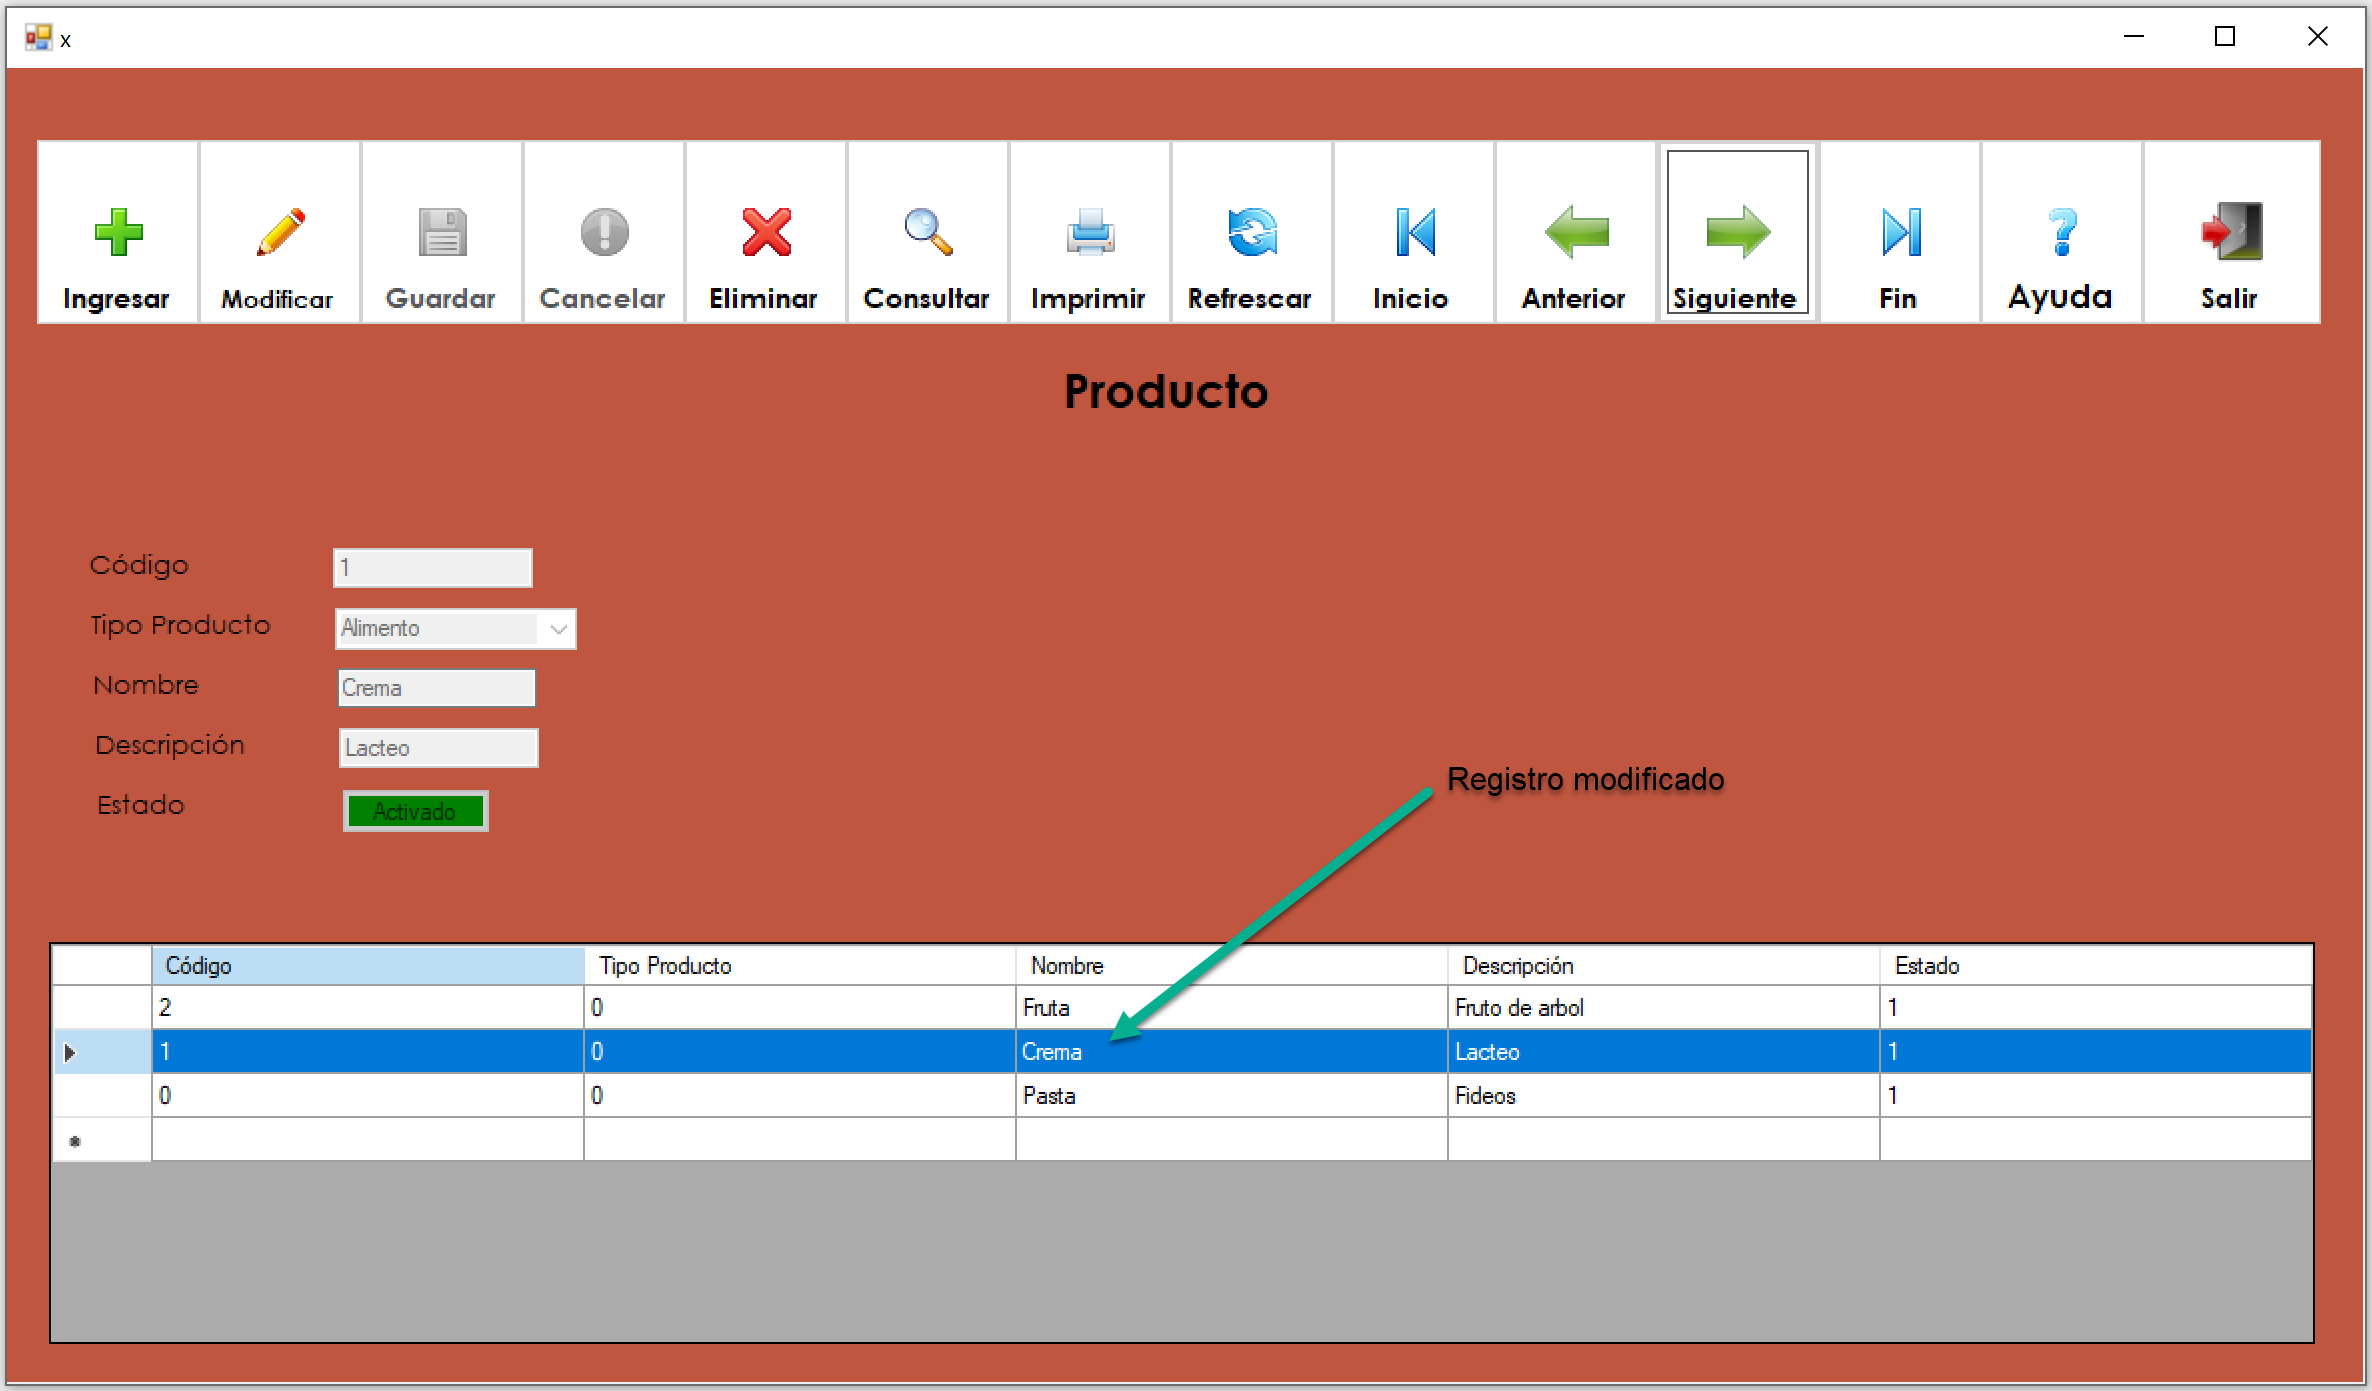 x
Ingresar Modificar Guardar Cancelar Eliminar Consultar Imprimir Refrescar Inicio Anterior Siguiente Fin Ayuda Salir
Producto
Código 1
Tipo Producto Alimento
Nombre Crema
Descripción Lacteo
Registro modificado
Estado Activado
Código Tipo Producto Nombre Descripción Estado
2 0 Fruta Fruto de arbol 1
1 0 Crema Lacteo 1
0 0 Pasta Fideos 1